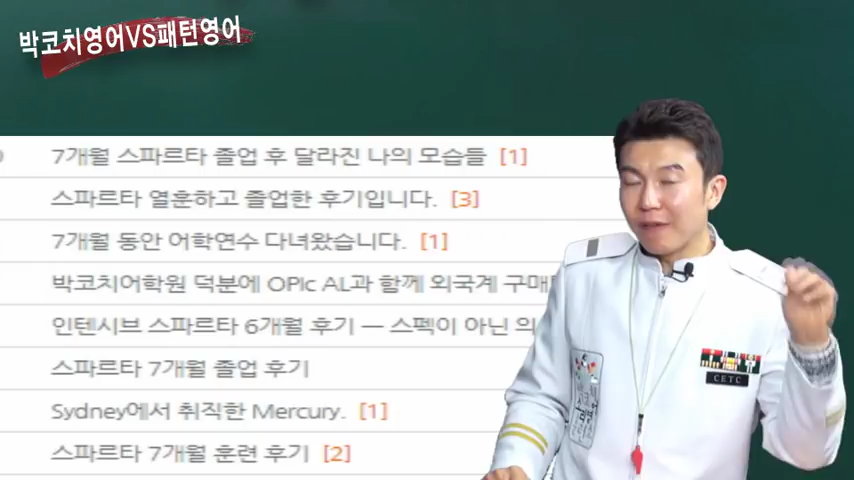 박코치영어VS패턴영어
7개월 스파르타 졸업 후 달라진 나의 모습들 [1]
스파르타 열훈하고 졸업한 후기입니다. [3]
7개월 동안 어학연수 다녀왔습니다. [1]
박코치어학원 덕분에 OPIc AL과 함께 외국계 구매
인텐시브 스파르타 6개월 후기 — 스펙이 아닌 의
스파르타 7개월 졸업 후기
Sydney에서 취직한 Mercury. [1]
스파르타 7개월 훈련 후기 [2]
CETC